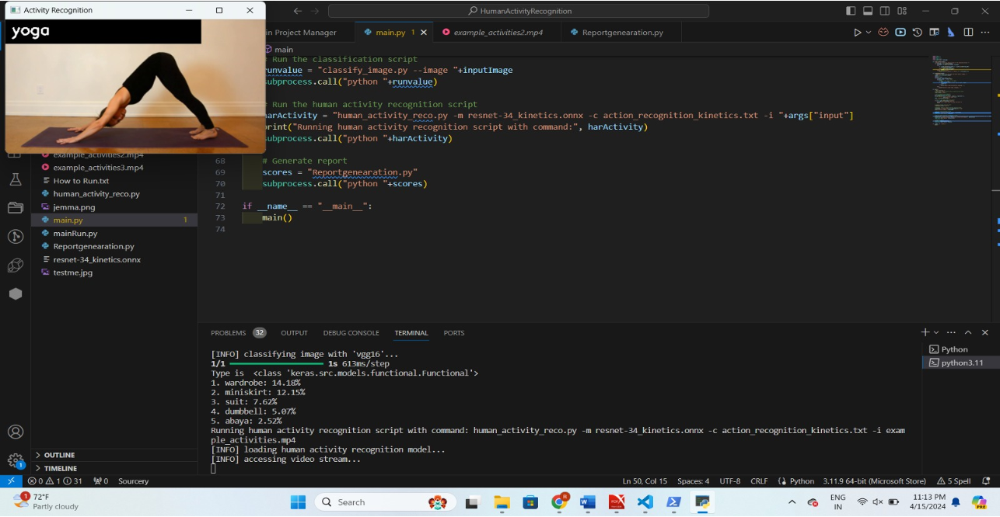 Activity Recognition
yoga
HumanActivityRecognition
in Project Manager
main.py 1
example_activities2.mp4
Reportgenearation.py
main
# Run the classification script
runvalue = "classify_image.py --image "+inputImage
subprocess.call("python "+runvalue)
# Run the human activity recognition script
harActivity = "human_activity_reco.py -m resnet-34_kinetics.onnx -c action_recognition_kinetics.txt -i "+args["input"]
print("Running human activity recognition script with command:", harActivity)
subprocess.call("python "+harActivity)
68 # Generate report
69 scores = "Reportgenearation.py"
70 subprocess.call("python "+scores)
71
72 if __name__ == "__main__":
73 main()
74
example_activities2.mp4
example_activities3.mp4
How to Run.txt
human_activity_reco.py
jemma.png
main.py 1
mainRun.py
Reportgenearation.py
resnet-34_kinetics.onnx
testme.jpg
OUTLINE
TIMELINE
PROBLEMS 32 OUTPUT DEBUG CONSOLE TERMINAL PORTS
[INFO] classifying image with 'vgg16'...
1/1 1s 613ms/step
Type is <class 'keras.src.models.functional.Functional'>
1. wardrobe: 14.18%
2. miniskirt: 12.15%
3. suit: 7.62%
4. dumbbell: 5.07%
5. abaya: 2.52%
Running human activity recognition script with command: human_activity_reco.py -m resnet-34_kinetics.onnx -c action_recognition_kinetics.txt -i exam
ple_activities.mp4
[INFO] loading human activity recognition model...
[INFO] accessing video stream...
Python
python3.11
1
0 1 31 0 Sourcery
Ln 50, Col 15 Spaces: 4 UTF-8 CRLF Python 3.11.9 64-bit (Microsoft Store) 5 Spell
1
72°F
Partly cloudy
Search
ENG
IN
11:13 PM
4/15/2024